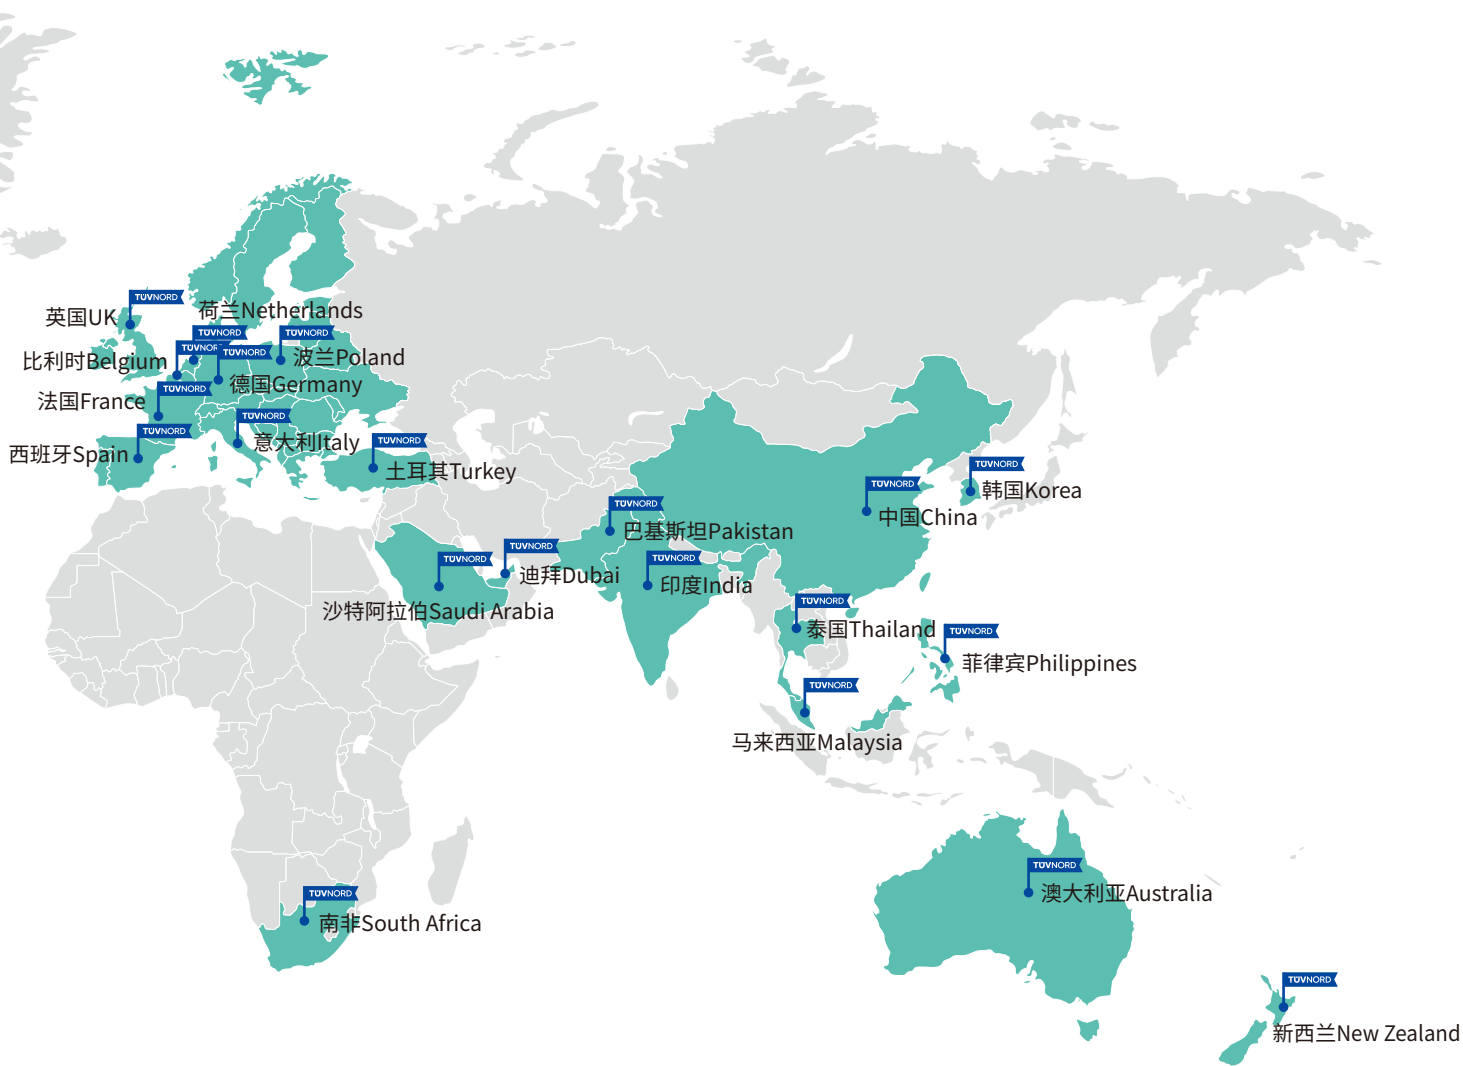 TÜVNORD
英国UK
荷兰Netherlands
TÜVNORD
TÜVNORD
TÜVNOR
TÜVNORD
比利时Belgium
波兰Poland
德国Germany
TÜVNORD
法国France
TÜVNORD
TÜVNORD
西班牙Spain
意大利Italy
TÜVNORD
土耳其Turkey
TÜVNORD
韩国Korea
TÜVNORD
中国China
TÜVNORD
巴基斯坦Pakistan
TÜVNORD
TÜVNORD
TÜVNORD
迪拜Dubai
印度India
沙特阿拉伯Saudi Arabia
TÜVNORD
泰国Thailand
TÜVNORD
菲律宾Philippines
TÜVNORD
马来西亚Malaysia
TÜVNORD
澳大利亚Australia
TÜVNORD
南非South Africa
TÜVNORD
新西兰New Zealand